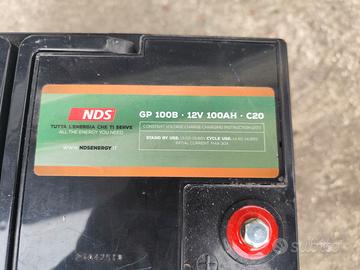 NDS
TUTTA L'ENERGIA CHE TI SERVE
ALL THE ENERGY YOU NEED
WWW.NDSENERGY.IT
GP 100B · 12V 100AH · C20
CONSTANT VOLTAGE CHARGE CHARGING INSTRUCTION
STAND BY USE: CYCLE USE:
INITIAL CURRENT: MAX 30A
subito